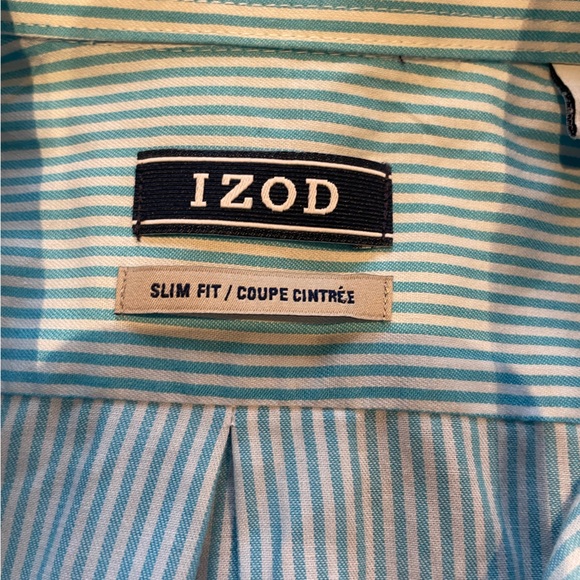 IZOD
SLIM FIT / COUPE CINTRÉE